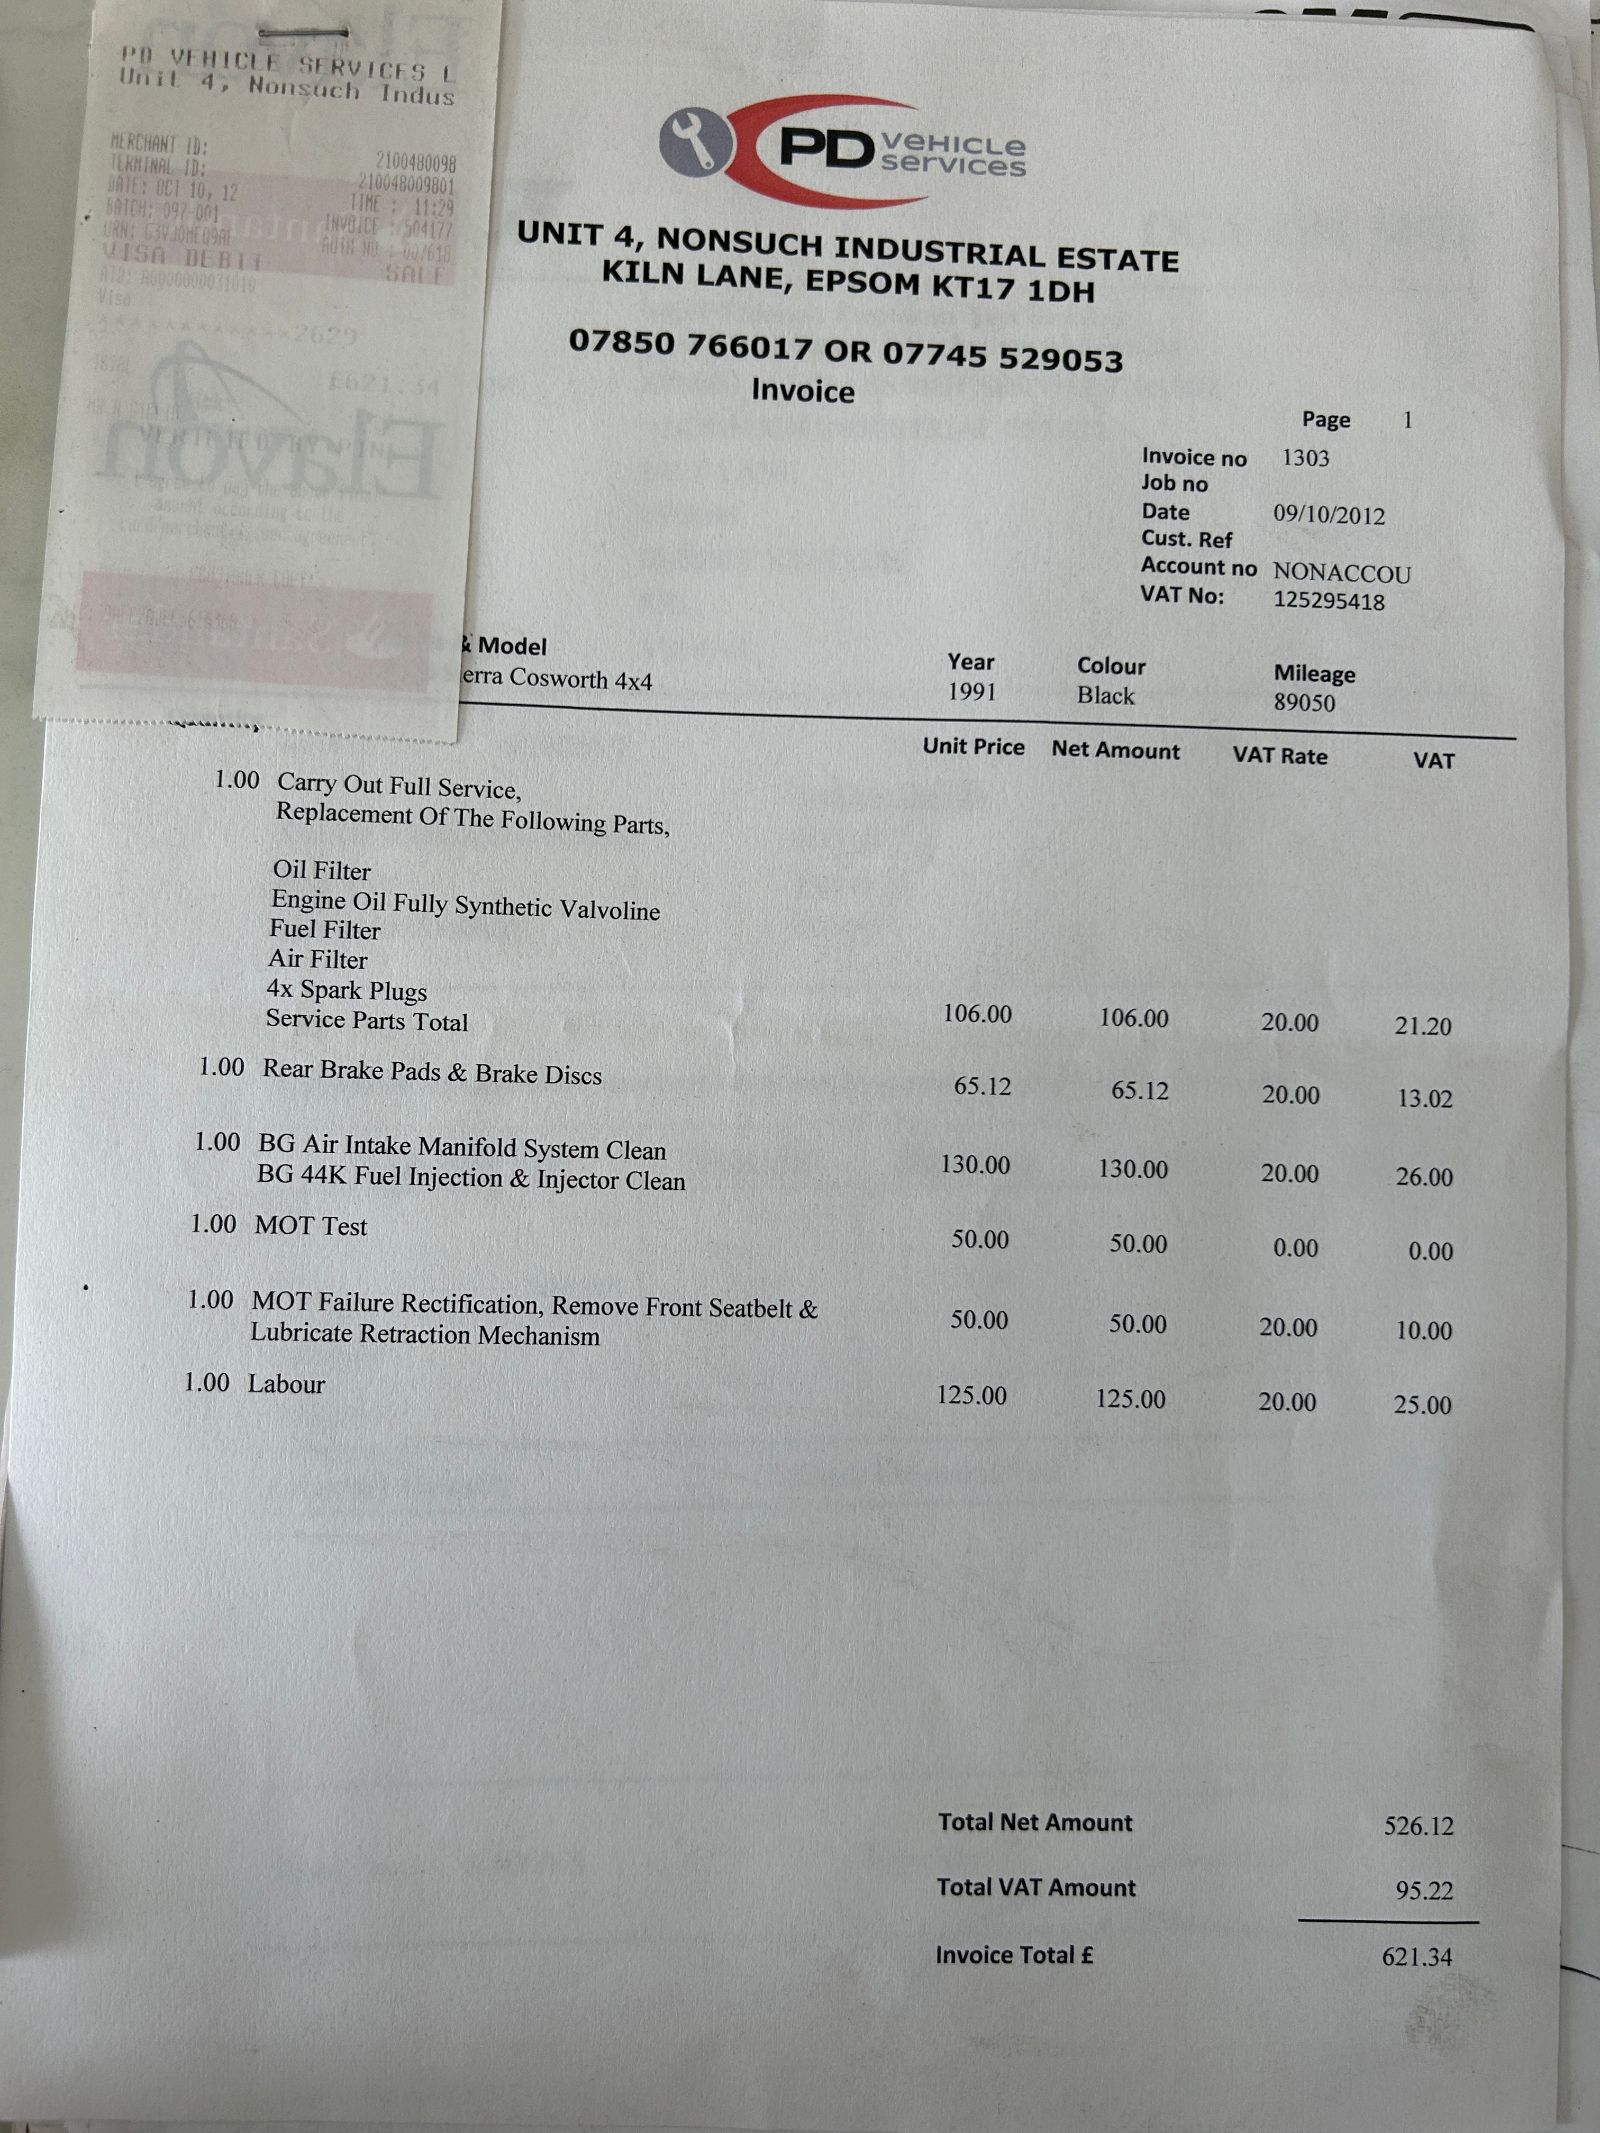 PD VEHICLE SERVICES L
Unit 4, Nonsuch Indus
MERCHANT ID: 2100480098
TERMINAL ID: 210048009801
DATE: OCT 10, 12 TIME : 11:29
BATCH: 097-001 INVOICE : 504177
VISA DEBIT SALE
Visa
************2629
£621.34
Elavon
PD VEHICLE SERVICES
UNIT 4, NONSUCH INDUSTRIAL ESTATE
KILN LANE, EPSOM KT17 1DH
07850 766017 OR 07745 529053
Invoice
Page 1
Invoice no 1303
Job no
Date 09/10/2012
Cust. Ref
Account no NONACCOU
VAT No: 125295418
& Model Year Colour Mileage
erra Cosworth 4x4 1991 Black 89050
Unit Price Net Amount VAT Rate VAT
1.00 Carry Out Full Service,
Replacement Of The Following Parts,
Oil Filter
Engine Oil Fully Synthetic Valvoline
Fuel Filter
Air Filter
4x Spark Plugs
Service Parts Total 106.00 106.00 20.00 21.20
1.00 Rear Brake Pads & Brake Discs 65.12 65.12 20.00 13.02
1.00 BG Air Intake Manifold System Clean
BG 44K Fuel Injection & Injector Clean 130.00 130.00 20.00 26.00
1.00 MOT Test 50.00 50.00 0.00 0.00
1.00 MOT Failure Rectification, Remove Front Seatbelt &
Lubricate Retraction Mechanism 50.00 50.00 20.00 10.00
1.00 Labour 125.00 125.00 20.00 25.00
Total Net Amount 526.12
Total VAT Amount 95.22
Invoice Total £ 621.34